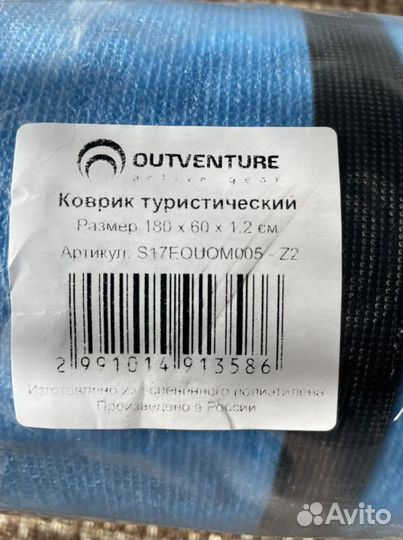 OUTVENTURE
active gear
Коврик туристический
Размер 180 x 60 x 1.2 см
Артикул: S17EOUOM005 - Z2
2 991014 913586
Изготовлено из вспененного полиэтилена
Произведено в России
Avito